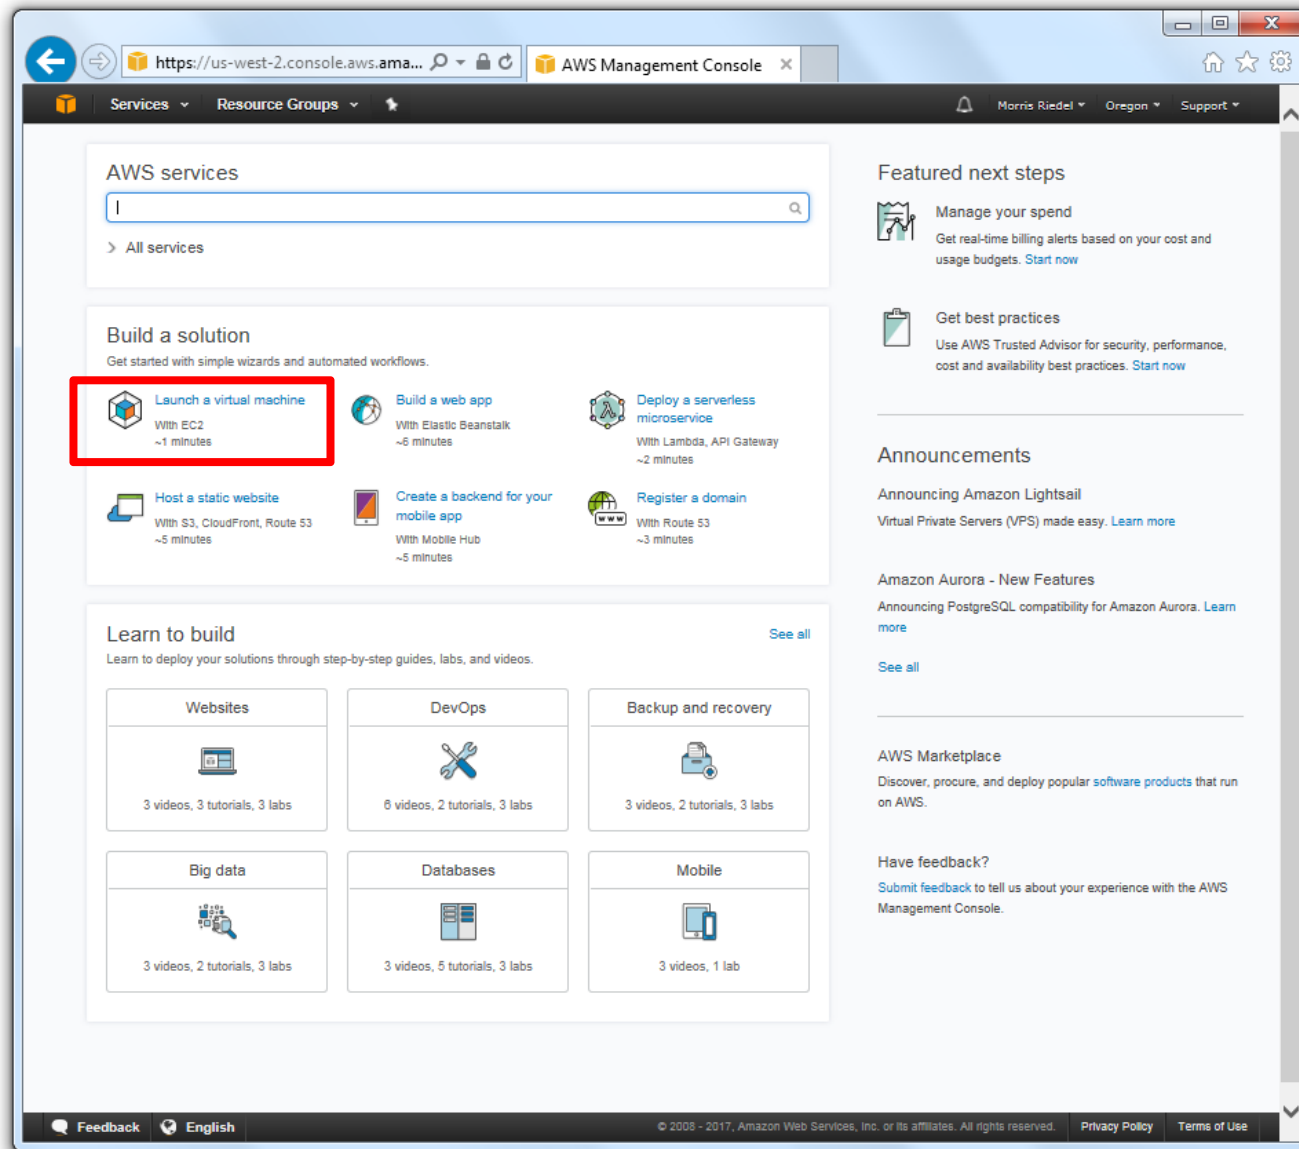 https://us-west-2.console.aws.ama...
AWS Management Console
Services
Resource Groups
Morris Riedel
Oregon
Support
AWS services
All services
Build a solution
Get started with simple wizards and automated workflows.
Launch a virtual machine
With EC2
~1 minutes
Build a web app
With Elastic Beanstalk
~6 minutes
Deploy a serverless
microservice
With Lambda, API Gateway
~2 minutes
Host a static website
With S3, CloudFront, Route 53
~5 minutes
Create a backend for your
mobile app
With Mobile Hub
~5 minutes
Register a domain
With Route 53
~3 minutes
www
Learn to build
See all
Learn to deploy your solutions through step-by-step guides, labs, and videos.
Websites
3 videos, 3 tutorials, 3 labs
DevOps
6 videos, 2 tutorials, 3 labs
Backup and recovery
3 videos, 2 tutorials, 3 labs
Big data
3 videos, 2 tutorials, 3 labs
Databases
3 videos, 5 tutorials, 3 labs
Mobile
3 videos, 1 lab
Featured next steps
Manage your spend
Get real-time billing alerts based on your cost and
usage budgets. Start now
Get best practices
Use AWS Trusted Advisor for security, performance,
cost and availability best practices. Start now
Announcements
Announcing Amazon Lightsail
Virtual Private Servers (VPS) made easy. Learn more
Amazon Aurora - New Features
Announcing PostgreSQL compatibility for Amazon Aurora. Learn
more
See all
AWS Marketplace
Discover, procure, and deploy popular software products that run
on AWS.
Have feedback?
Submit feedback to tell us about your experience with the AWS
Management Console.
Feedback
English
© 2008 - 2017, Amazon Web Services, Inc. or its affiliates. All rights reserved.
Privacy Policy
Terms of Use